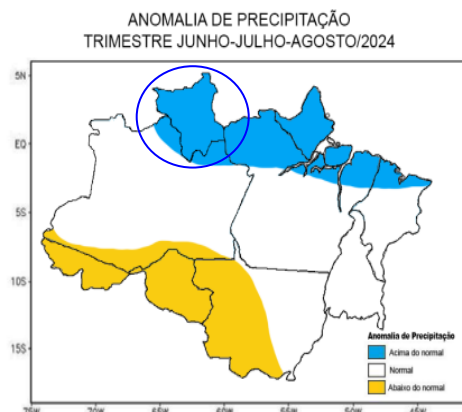 ANOMALIA DE PRECIPITAÇÃO
TRIMESTRE JUNHO-JULHO-AGOSTO/2024
5N
EQ
5S
10S
15S
Anomalia de Precipitação
Acima do normal
Normal
Abaixo do normal